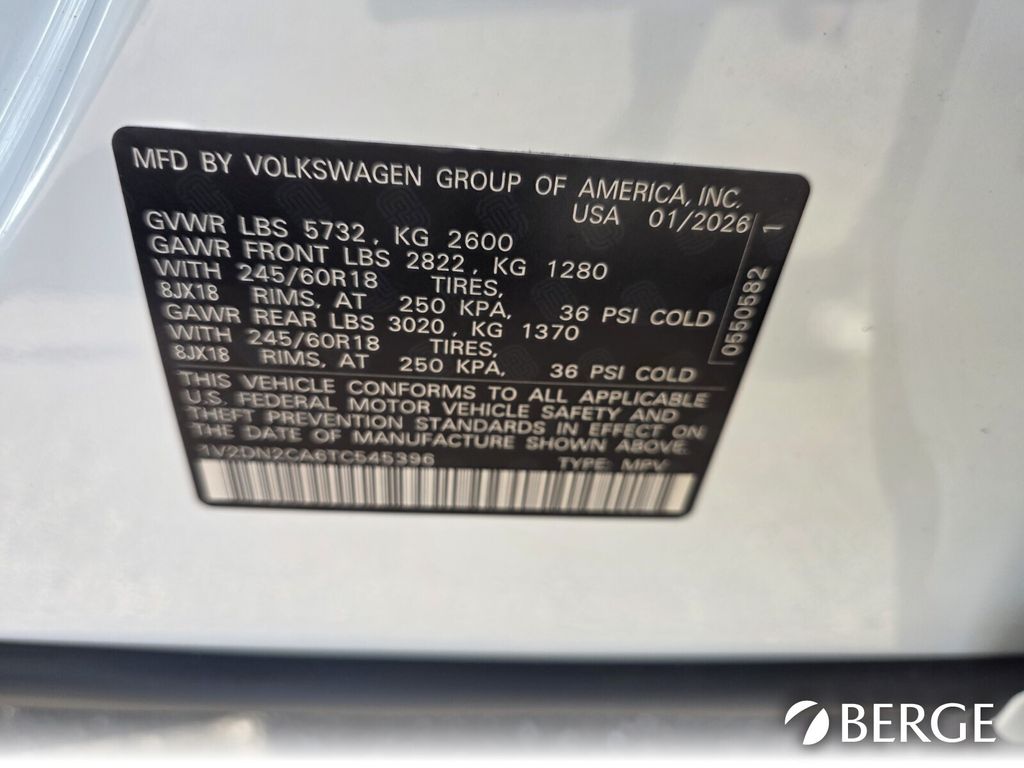 MFD BY VOLKSWAGEN GROUP OF AMERICA, INC.
USA 01/2026
GVWR LBS 5732, KG 2600
GAWR FRONT LBS 2822, KG 1280
WITH 245/60R18 TIRES,
8JX18 RIMS, AT 250 KPA, 36 PSI COLD
GAWR REAR LBS 3020, KG 1370
WITH 245/60R18 TIRES,
8JX18 RIMS, AT 250 KPA, 36 PSI COLD
0550582 1
THIS VEHICLE CONFORMS TO ALL APPLICABLE
U.S. FEDERAL MOTOR VEHICLE SAFETY AND
THEFT PREVENTION STANDARDS IN EFFECT ON
THE DATE OF MANUFACTURE SHOWN ABOVE.
1V2DN2CA6TC545396 TYPE: MPV
BERGE